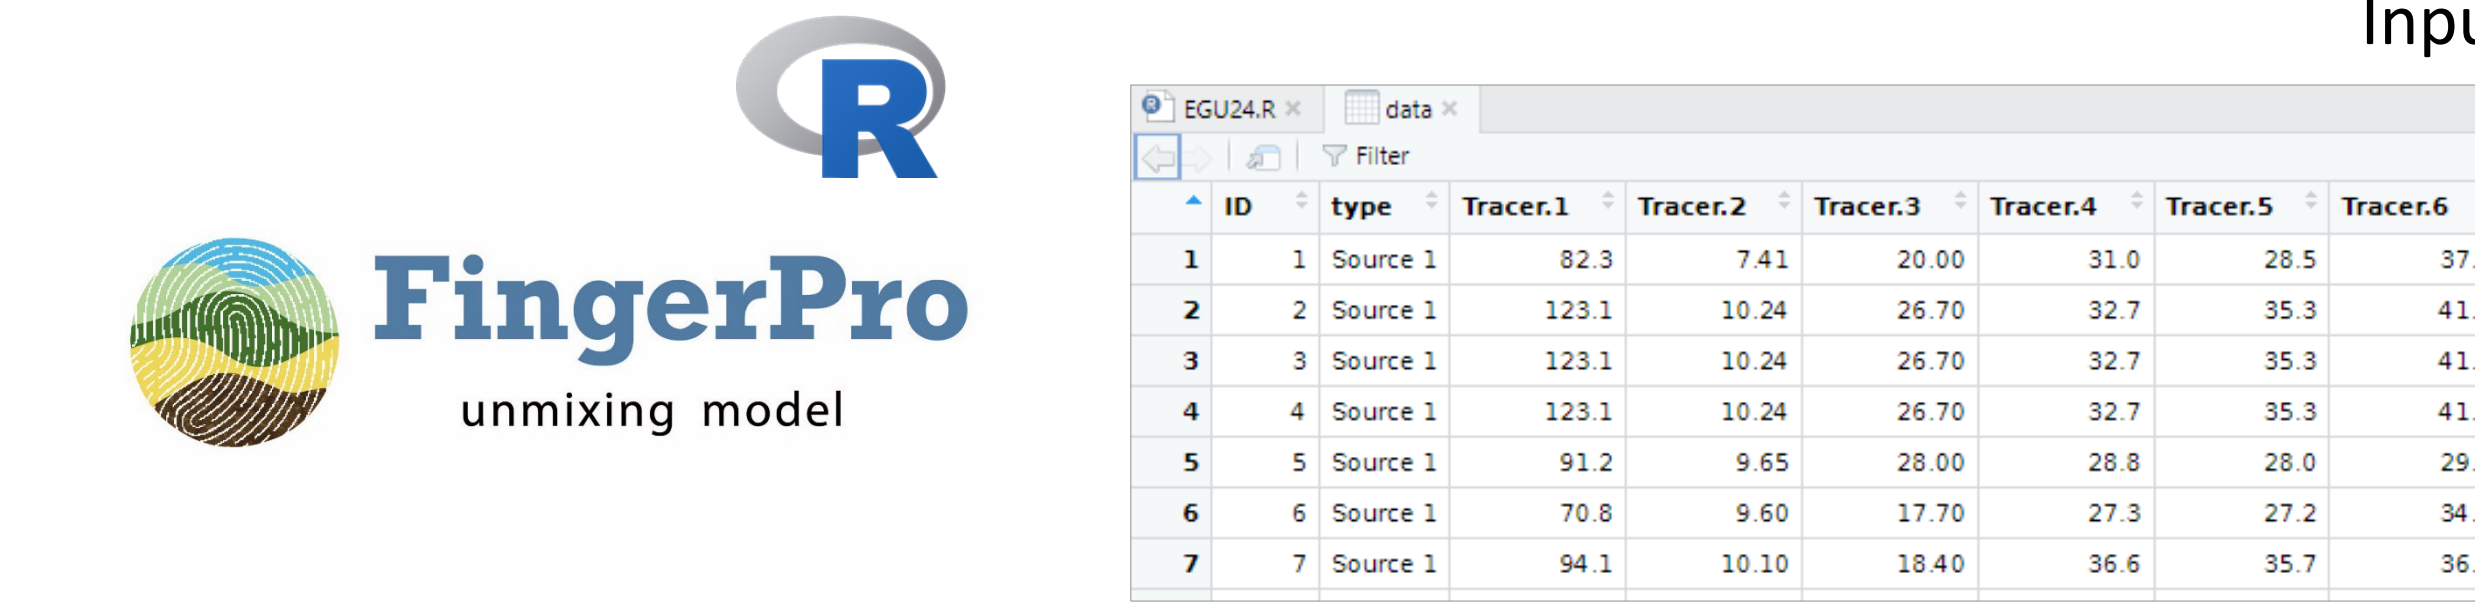 R
FingerPro
unmixing model
EGU24.R data
Filter
ID type Tracer.1 Tracer.2 Tracer.3 Tracer.4 Tracer.5 Tracer.6
1 1 Source 1 82.3 7.41 20.00 31.0 28.5 37.
2 2 Source 1 123.1 10.24 26.70 32.7 35.3 41.
3 3 Source 1 123.1 10.24 26.70 32.7 35.3 41.
4 4 Source 1 123.1 10.24 26.70 32.7 35.3 41.
5 5 Source 1 91.2 9.65 28.00 28.8 28.0 29.
6 6 Source 1 70.8 9.60 17.70 27.3 27.2 34.
7 7 Source 1 94.1 10.10 18.40 36.6 35.7 36.